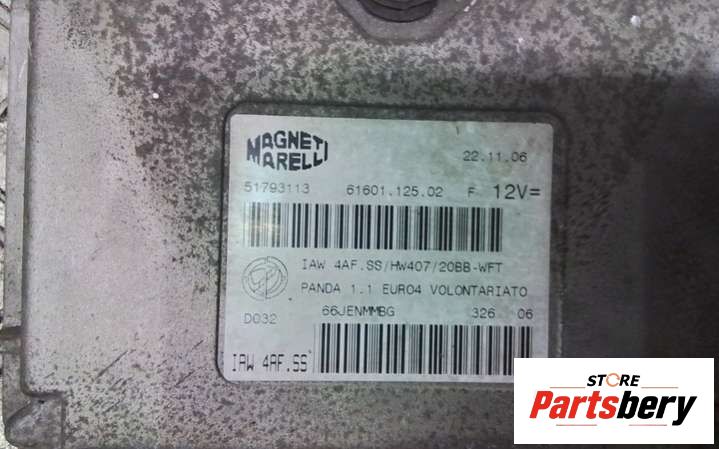 MAGNETI
MARELLI
22.11.06
51793113 61601.125.02 F 12V=
IAW 4AF.SS/HW407/20BB-WFT
PANDA 1.1 EURO4 VOLONTARIATO
D032 66JENMMBG 326 06
IAW 4AF.SS
STORE
Partsbery